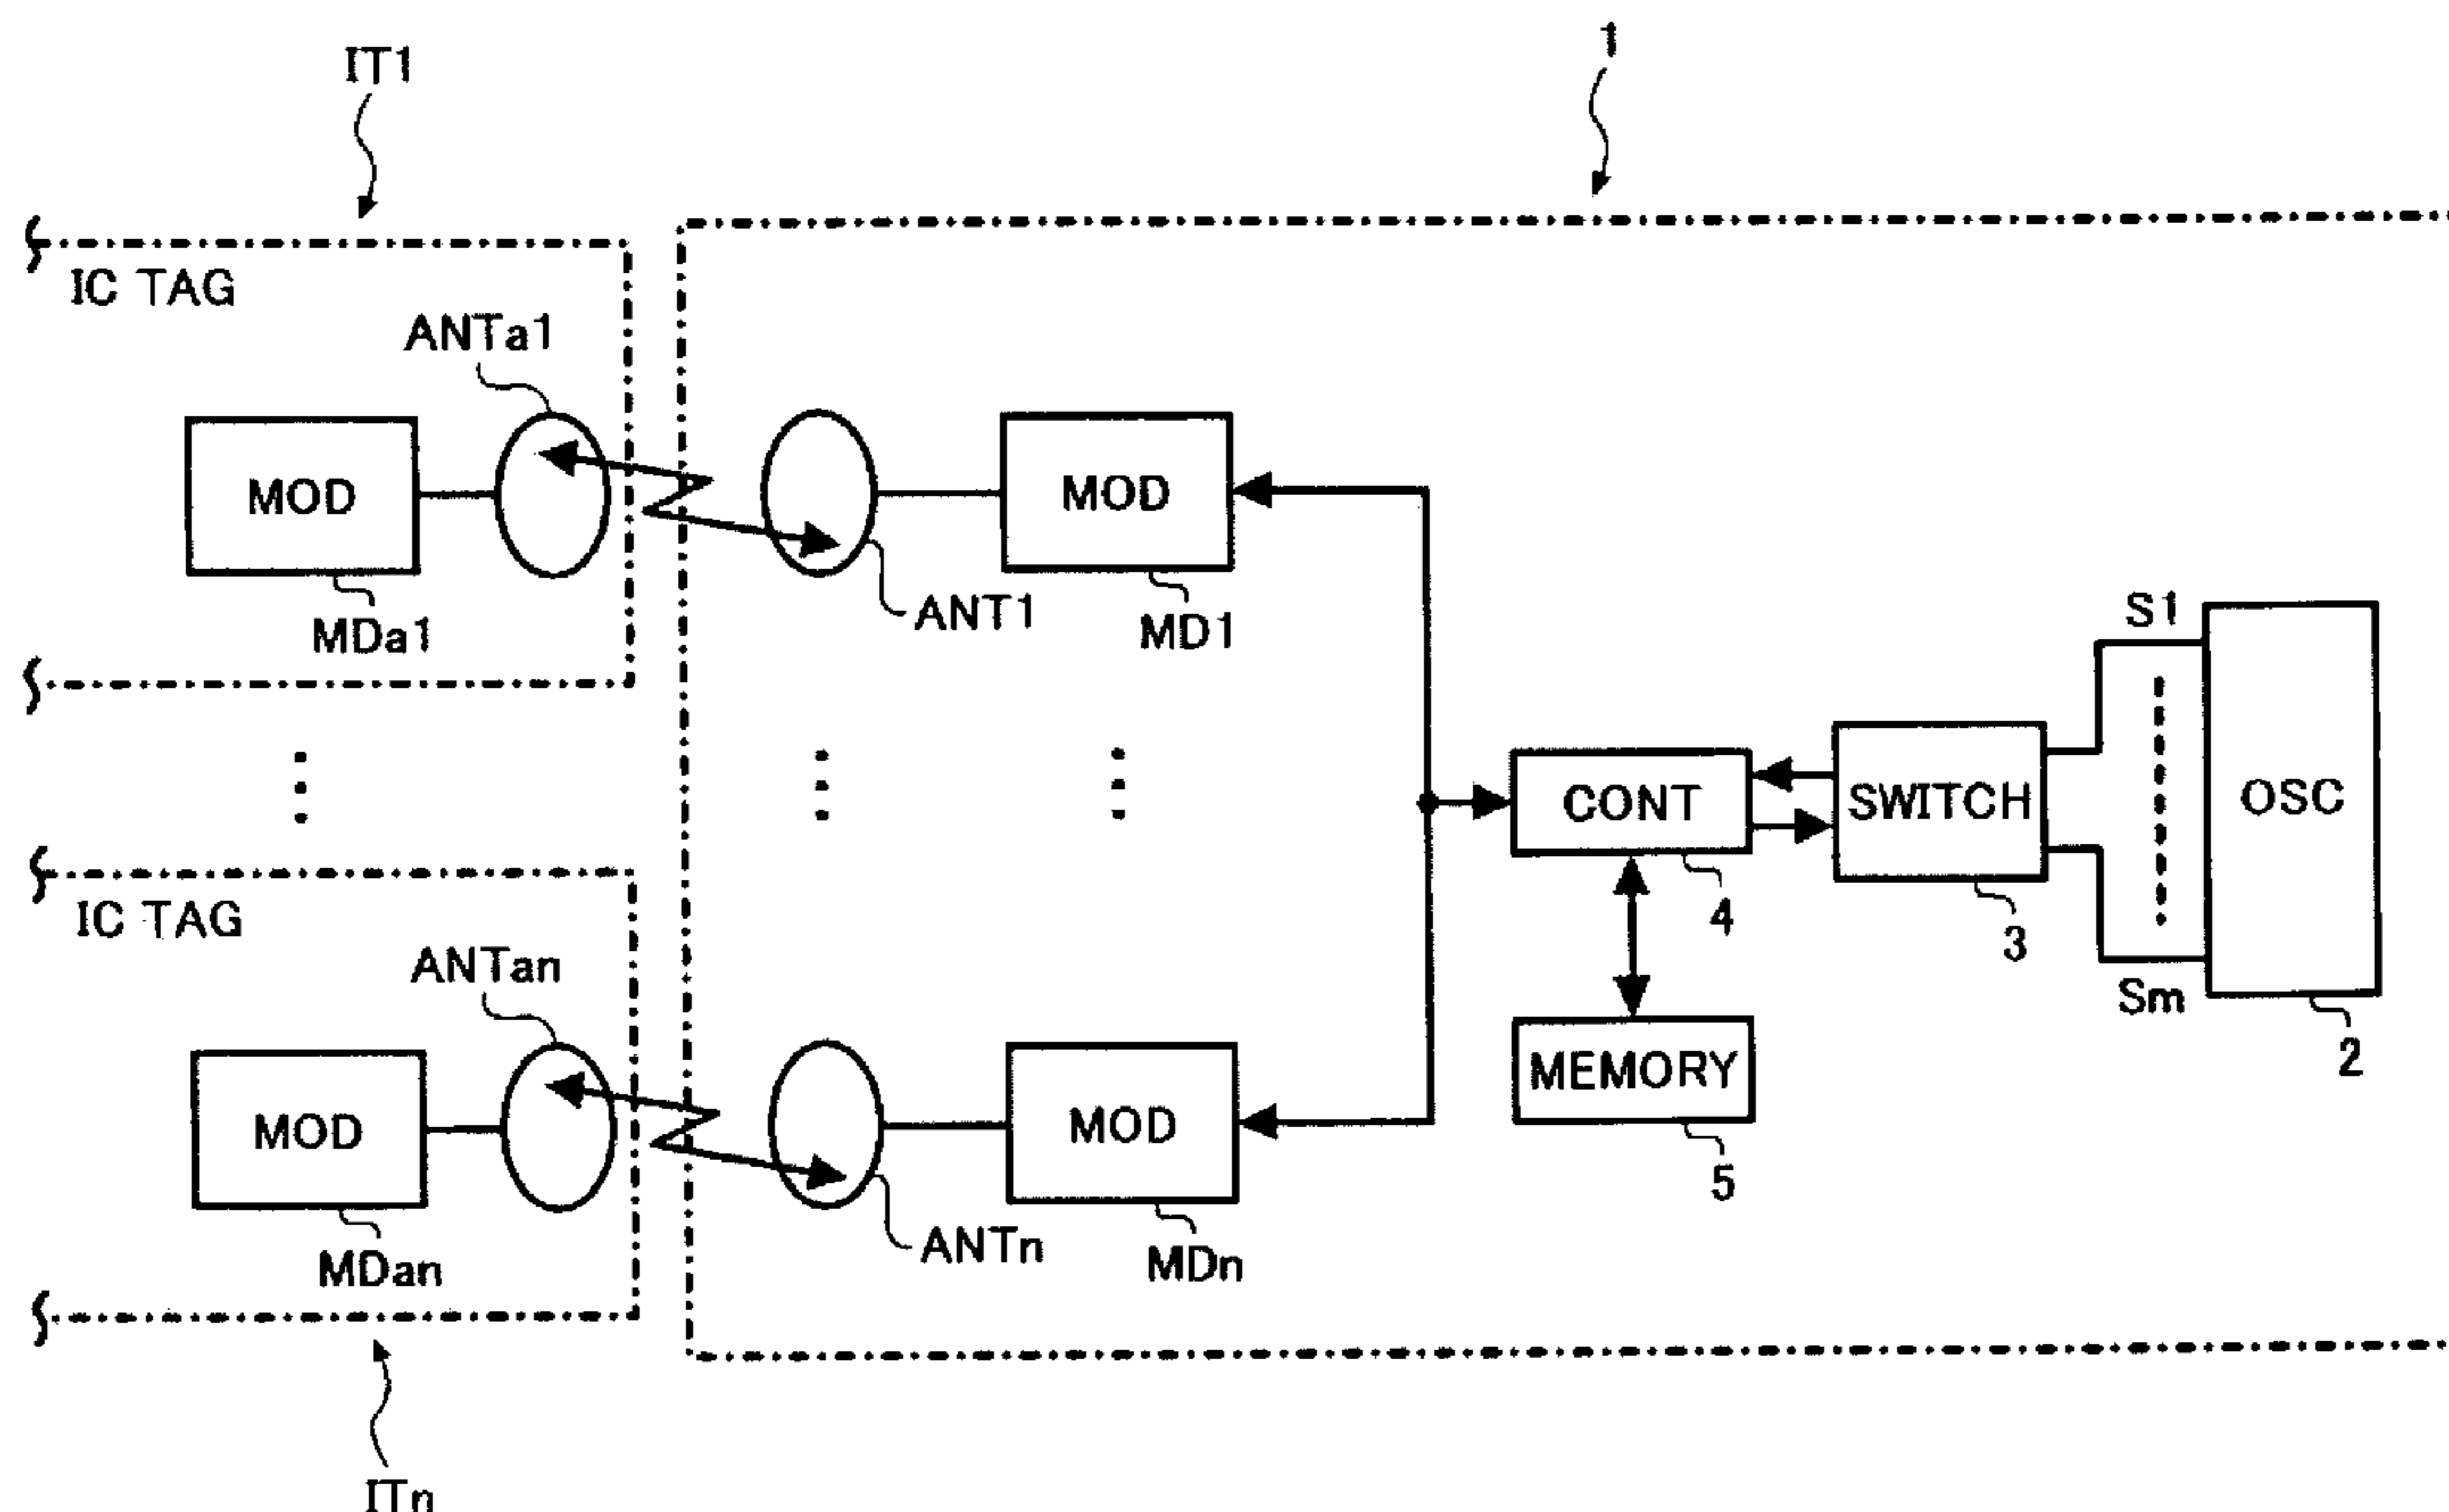 IT1
1
IC TAG
ANTa1
MOD
MOD
ANT1
MDa1
MD1
S1
CONT
SWITCH
OSC
IC TAG
4
3
ANTan
Sm
2
MEMORY
MOD
MOD
5
ANTn
MDan
MDn
ITn